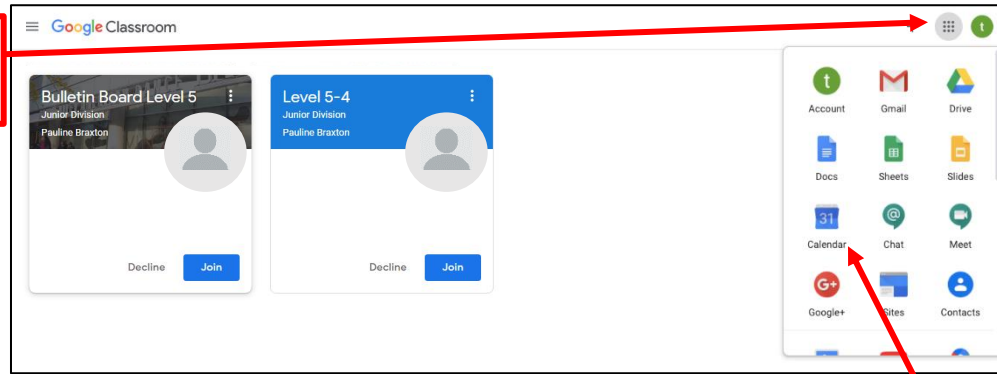 Google Classroom
t
Bulletin Board Level 5
Junior Division
Pauline Braxton
Decline
Join
Level 5-4
Junior Division
Pauline Braxton
Decline
Join
t
Account
Gmail
Drive
Docs
Sheets
Slides
31
Calendar
@
Chat
Meet
G+
Google+
Sites
Contacts